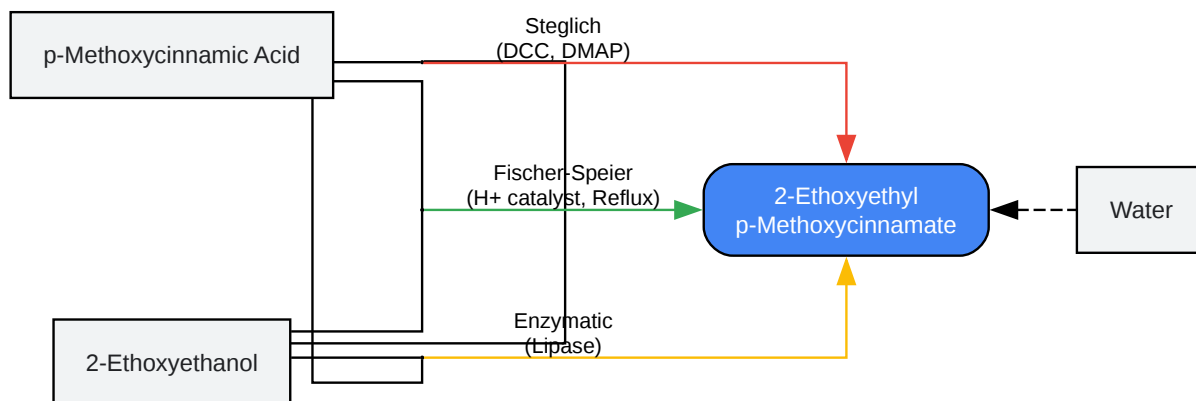 Steglich
(DCC, DMAP)
p-Methoxycinnamic Acid
Fischer-Speier
(H+ catalyst, Reflux)
2-Ethoxyethyl
p-Methoxycinnamate
Water
Enzymatic
(Lipase)
2-Ethoxyethanol